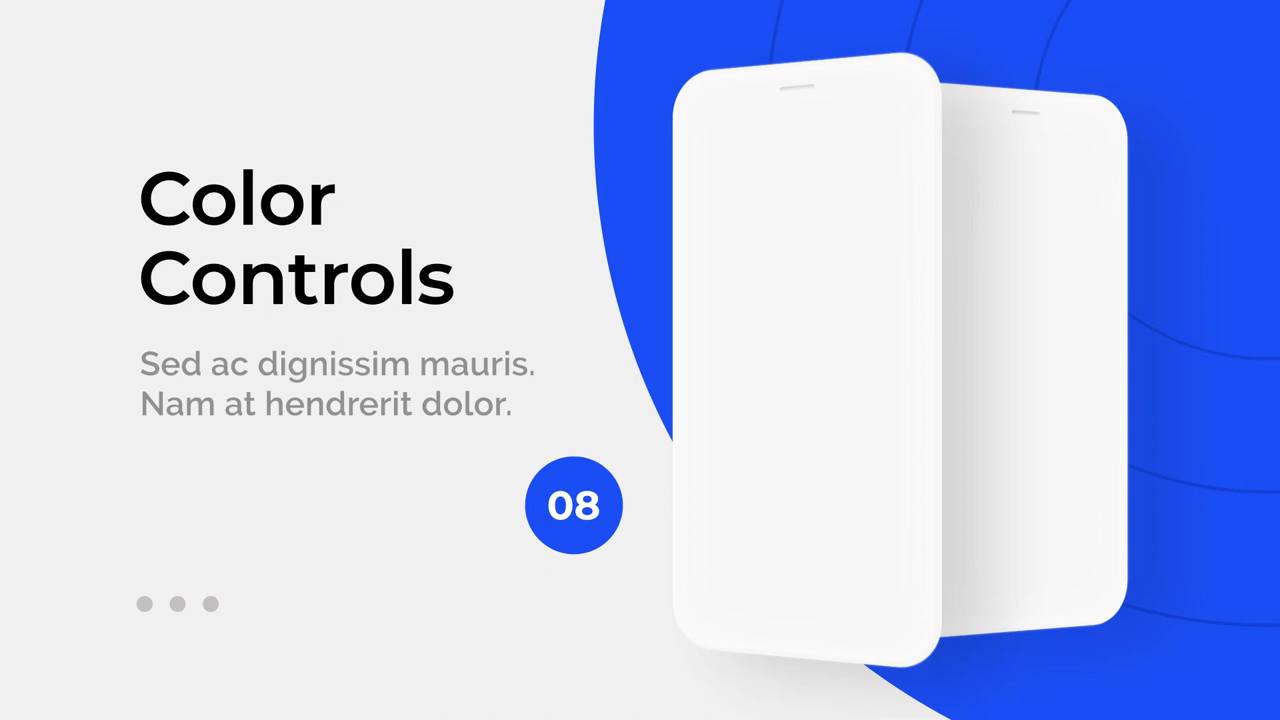 Color
Controls
Sed ac dignissim mauris.
Nam at hendrerit dolor.
08